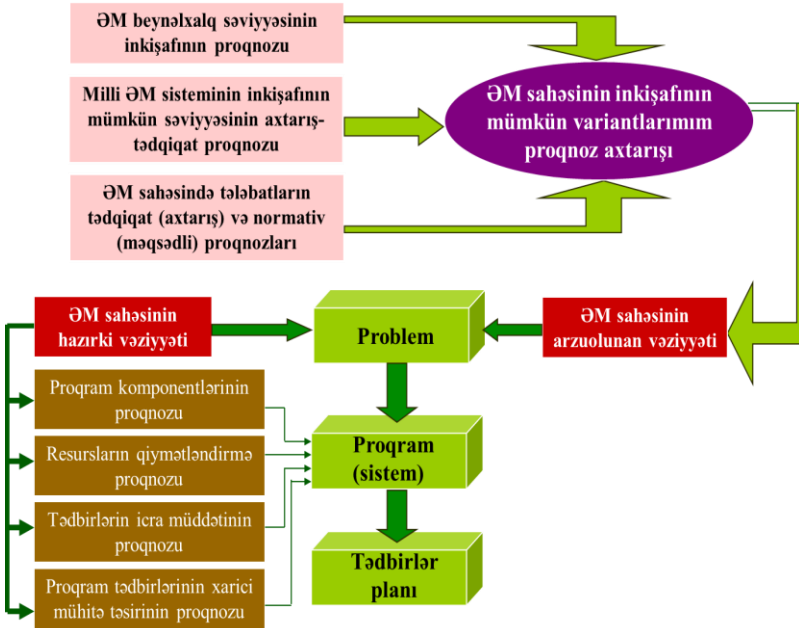 ƏM beynəlxalq səviyyəsinin
inkişafının proqnozu
Milli ƏM sisteminin inkişafının
mümkün səviyyəsinin axtarış-
tədqiqat proqnozu
ƏM sahəsində tələbatların
tədqiqat (axtarış) və normativ
(məqsədli) proqnozları
ƏM sahəsinin inkişafının
mümkün variantlarımım
proqnoz axtarışı
ƏM sahəsinin
hazırki vəziyyəti
Problem
ƏM sahəsinin
arzuolunan vəziyyəti
Proqram komponentlərinin
proqnozu
Resursların qiymətləndirmə
proqnozu
Tədbirlərin icra müddətinin
proqnozu
Proqram tədbirlərinin xarici
mühitə təsirinin proqnozu
Proqram
(sistem)
Tədbirlər
planı